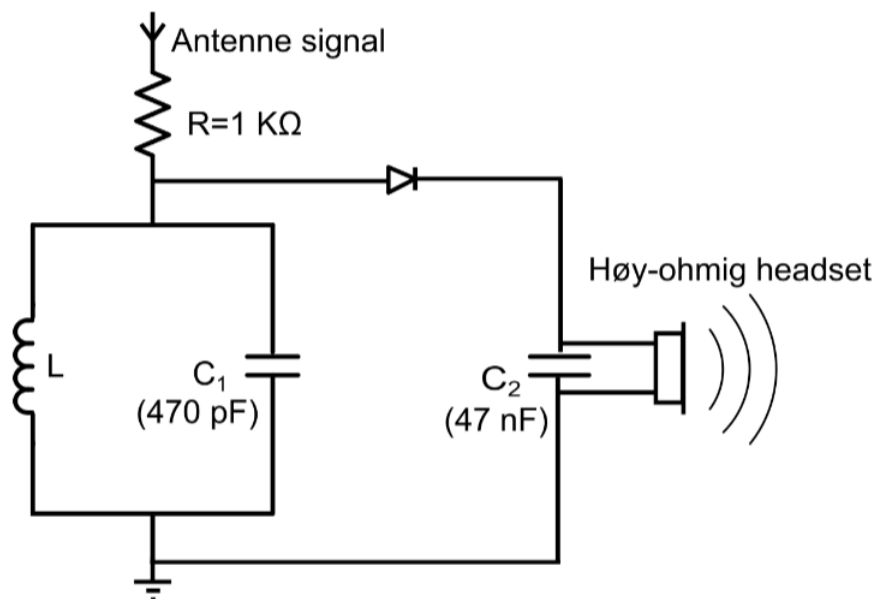 Antenne signal
R=1 KΩ
Høy-ohmig headset
L
C₁
(470 pF)
C₂
(47 nF)